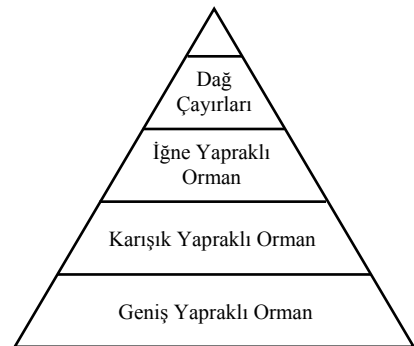 Dağ
Çayırları
İğne Yapraklı
Orman
Karışık Yapraklı Orman
Geniş Yapraklı Orman